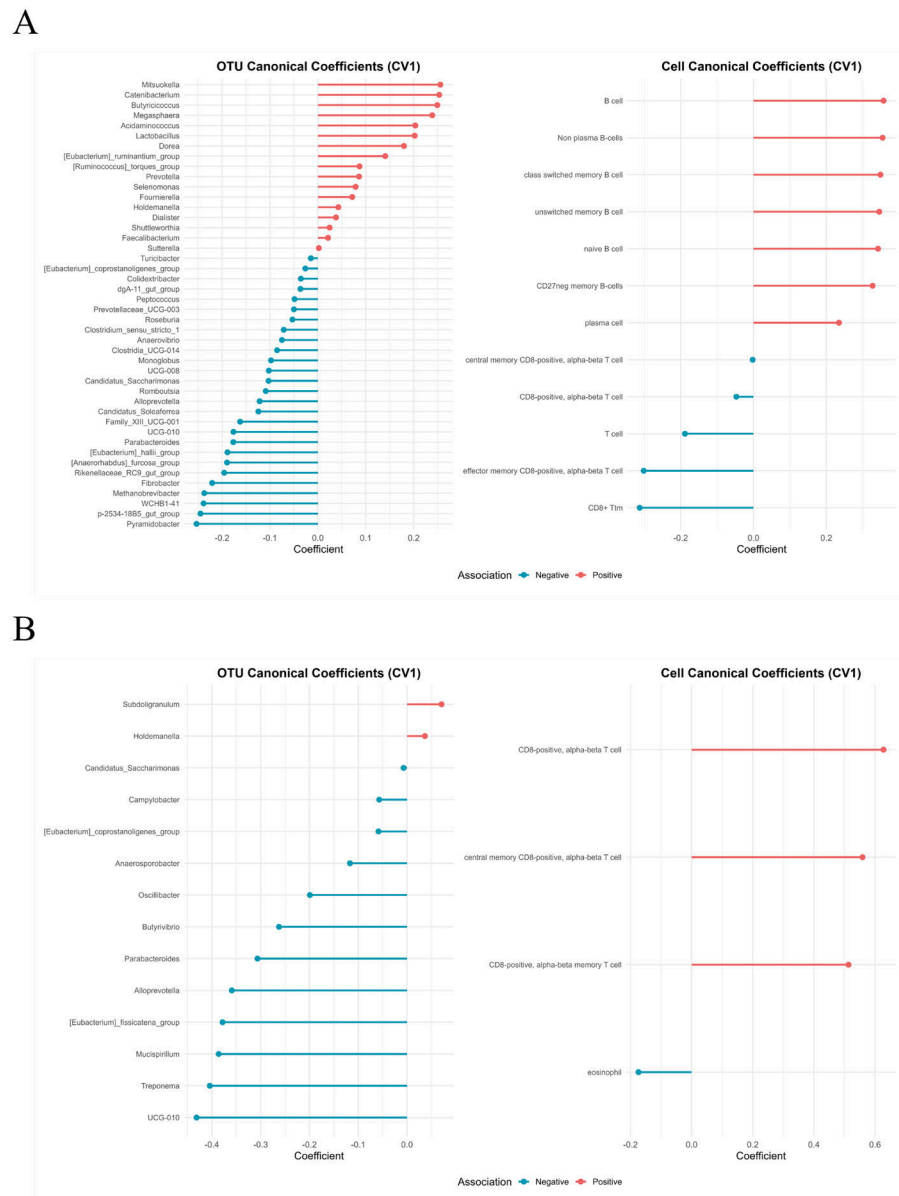 A
OTU Canonical Coefficients (CV1)
Mitsuokella
Catenibacterium
Butyricicoccus
Megasphaera
Acidaminococcus
Lactobacillus
Dorea
[Eubacterium]_ruminantium_group
[Ruminococcus]_torques_group
Prevotella
Selenomonas
Fournierella
Holdemanella
Dialister
Shuttleworthia
Faecalibacterium
Sutterella
Turicibacter
[Eubacterium]_coprostanoligenes_group
Colidextribacter
dgA-11_gut_group
Peptococcus
Prevotellaceae_UCG-003
Roseburia
Clostridium_sensu_stricto_1
Anaerovibrio
Clostridia_UCG-014
Monoglobus
UCG-008
Candidatus_Saccharimonas
Romboutsia
Alloprevotella
Candidatus_Soleaferrea
Family_XIII_UCG-001
UCG-010
Parabacteroides
[Eubacterium]_hallii_group
[Anaerorhabdus]_furcosa_group
Rikenellaceae_RC9_gut_group
Fibrobacter
Methanobrevibacter
WCHB1-41
p-2534-18B5_gut_group
Pyramidobacter
-0.2 -0.1 0.0 0.1 0.2
Coefficient
Cell Canonical Coefficients (CV1)
B cell
Non plasma B-cells
class switched memory B cell
unswitched memory B cell
naive B cell
CD27neg memory B-cells
plasma cell
central memory CD8-positive, alpha-beta T cell
CD8-positive, alpha-beta T cell
T cell
effector memory CD8-positive, alpha-beta T cell
CD8+ Ttm
-0.2 0.0 0.2
Coefficient
Association Negative Positive
B
OTU Canonical Coefficients (CV1)
Subdoligranulum
Holdemanella
Candidatus_Saccharimonas
Campylobacter
[Eubacterium]_coprostanoligenes_group
Anaerosporobacter
Oscillibacter
Butyrivibrio
Parabacteroides
Alloprevotella
[Eubacterium]_fissicatena_group
Mucispirillum
Treponema
UCG-010
-0.4 -0.3 -0.2 -0.1 0.0
Coefficient
Cell Canonical Coefficients (CV1)
CD8-positive, alpha-beta T cell
central memory CD8-positive, alpha-beta T cell
CD8-positive, alpha-beta memory T cell
eosinophil
-0.2 0.0 0.2 0.4 0.6
Coefficient
Association Negative Positive